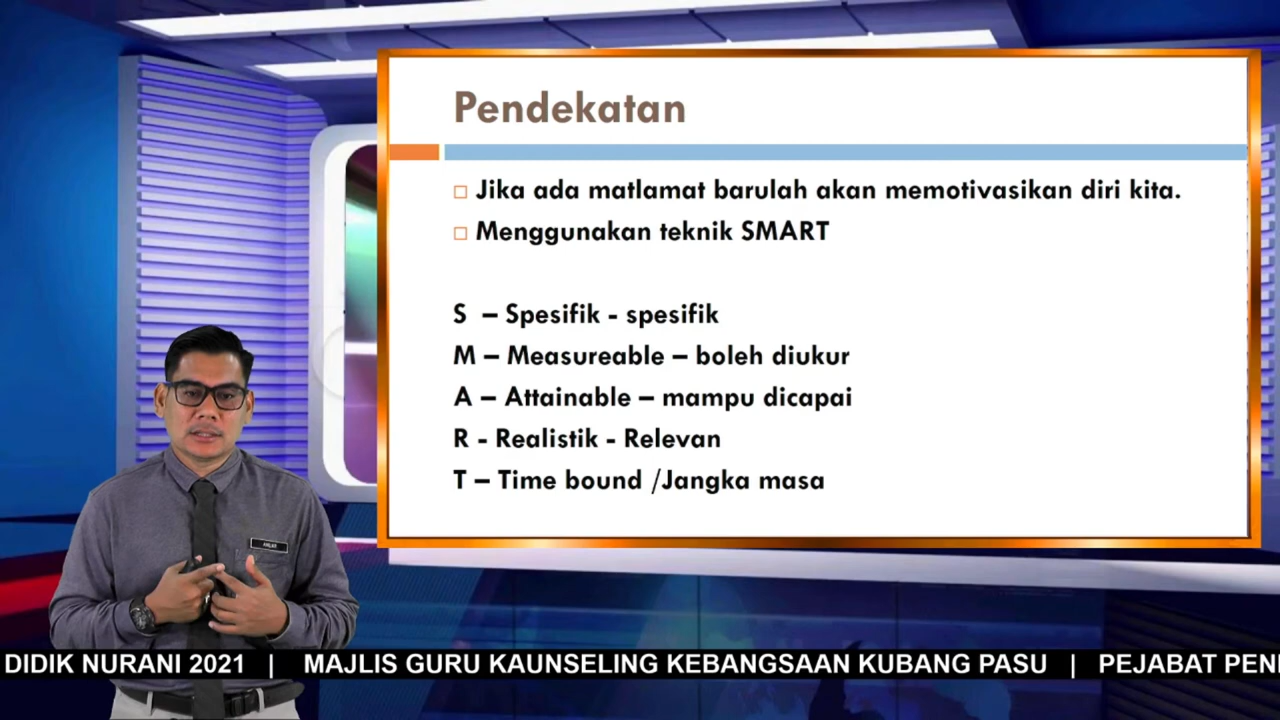 Pendekatan
Jika ada matlamat barulah akan memotivasikan diri kita.
Menggunakan teknik SMART
S – Spesifik - spesifik
M – Measureable – boleh diukur
A – Attainable – mampu dicapai
R - Realistik - Relevan
T – Time bound /Jangka masa
DIDIK NURANI 2021 | MAJLIS GURU KAUNSELING KEBANGSAAN KUBANG PASU | PEJABAT